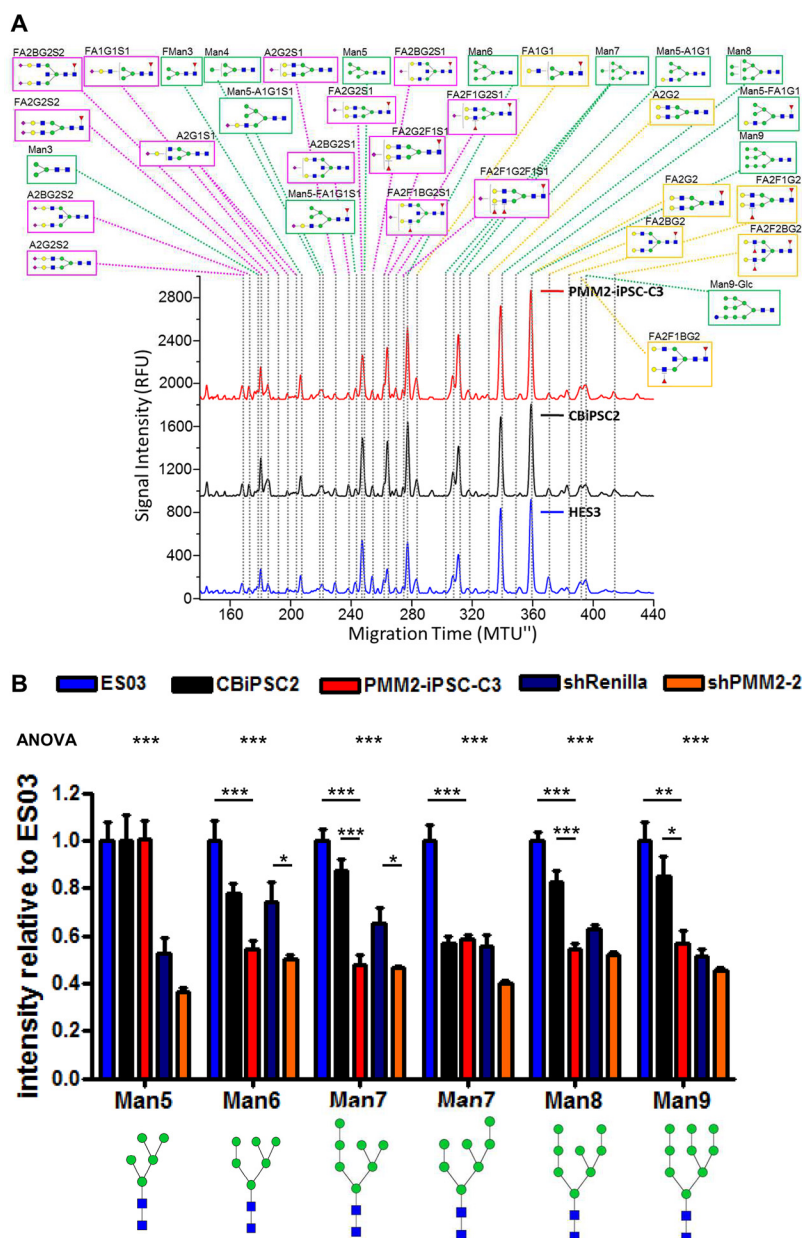 A
FA2BG2S2 FA1G1S1 FMan3 Man4 A2G2S1 Man5 FA2BG2S1 Man6 FA1G1 Man7 Man5-A1G1 Man8
FA2G2S2 Man5-A1G1S1 FA2G2S1 FA2F1G2S1 A2G2 Man5-FA1G1
A2G1S1 A2BG2S1 FA2G2F1S1 Man9
Man3 Man5-FA1G1S1 FA2F1BG2S1 FA2F1G2F1S1 FA2G2 FA2F1G2
A2BG2S2 FA2BG2 FA2F2BG2
A2G2S2 Man9-Glc
FA2F1BG2
Signal Intensity (RFU)
2800
2400
2000
1600
1200
800
400
0
PMM2-iPSC-C3
CBiPSC2
HES3
160 200 240 280 320 360 400 440
Migration Time (MTU'')
B
ES03 CBiPSC2 PMM2-iPSC-C3 shRenilla shPMM2-2
ANOVA *** *** *** *** *** ***
intensity relative to ES03
1.2
1.0
0.8
0.6
0.4
0.2
0.0
*** *** *** *** **
*** *** *
* *
Man5 Man6 Man7 Man7 Man8 Man9